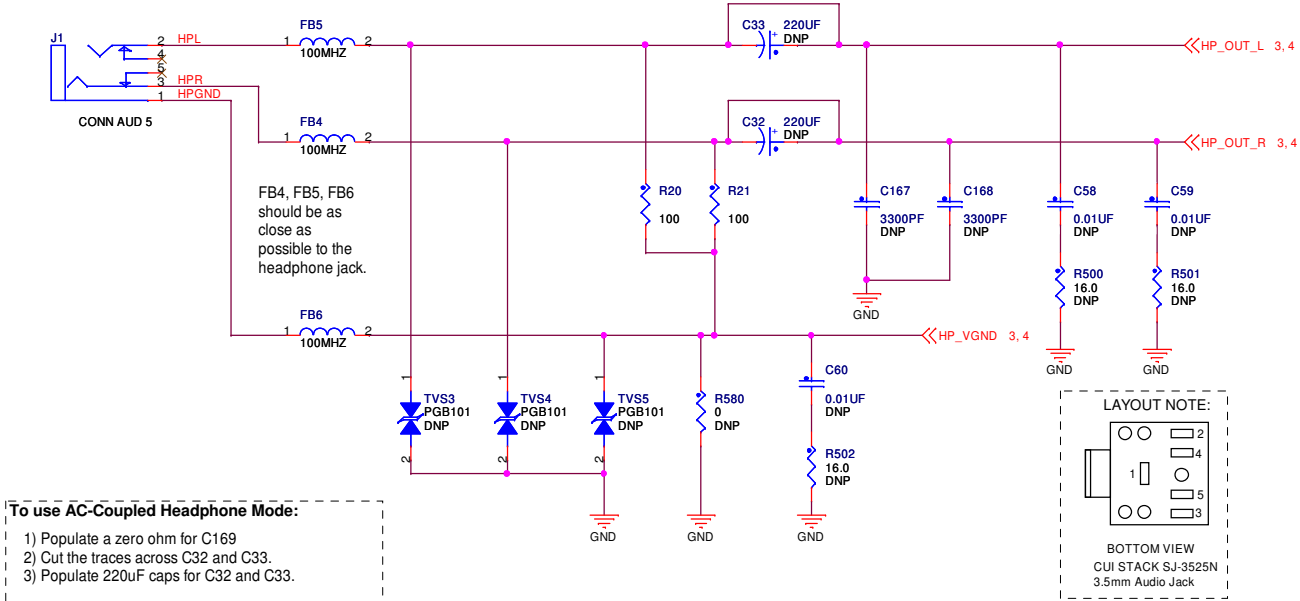 J1
2 HPL
4
5
3 HPR
1 HPGND
CONN AUD 5
FB5
1 2
100MHZ
C33 220UF
+ DNP
HP_OUT_L 3, 4
FB4
1 2
100MHZ
C32 220UF
+ DNP
HP_OUT_R 3, 4
FB4, FB5, FB6
should be as
close as
possible to the
headphone jack.
R20
100
R21
100
C167
3300PF
DNP
C168
3300PF
DNP
GND
C58
0.01UF
DNP
R500
16.0
DNP
GND
C59
0.01UF
DNP
R501
16.0
DNP
GND
FB6
1 2
100MHZ
HP_VGND 3, 4
1
TVS3
PGB101
DNP
2
1
TVS4
PGB101
DNP
2
1
TVS5
PGB101
DNP
2
GND
R580
0
DNP
GND
C60
0.01UF
DNP
R502
16.0
DNP
GND
To use AC-Coupled Headphone Mode:
1) Populate a zero ohm for C169
2) Cut the traces across C32 and C33.
3) Populate 220uF caps for C32 and C33.
LAYOUT NOTE:
2
4
1
5
3
BOTTOM VIEW
CUI STACK SJ-3525N
3.5mm Audio Jack